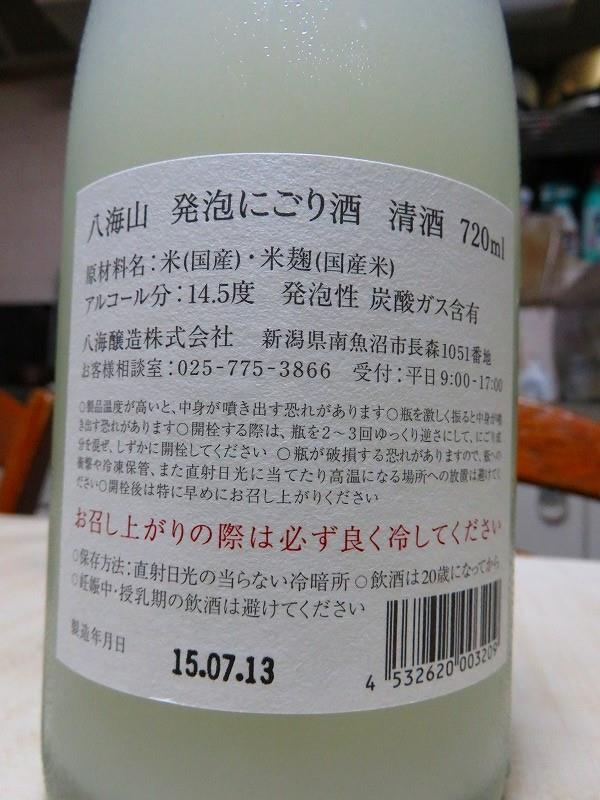 八海山 発泡にごり酒 清酒 720ml
原材料名:米(国産)・米麹(国産米)
アルコール分:14.5度 発泡性 炭酸ガス含有
八海醸造株式会社 新潟県南魚沼市長森1051番地
お客様相談室:025-775-3866 受付:平日9:00-17:00
○製品温度が高いと、中身が噴き出す恐れがあります○瓶を激しく振ると中身が噴
き出す恐れがあります○開栓する際は、瓶を2〜3回ゆっくり逆さにして、にごり成
分を混ぜ、しずかに開栓してください ○瓶が破損する恐れがありますので、瓶への
衝撃や冷凍保管、また直射日光に当てたり高温になる場所への放置は避けてく
ださい○開栓後は特に早めにお召し上がりください
お召し上がりの際は必ず良く冷してください
○保存方法:直射日光の当らない冷暗所 ○飲酒は20歳になってから
○妊娠中・授乳期の飲酒は避けてください
製造年月日 15.07.13
4 532620 003209